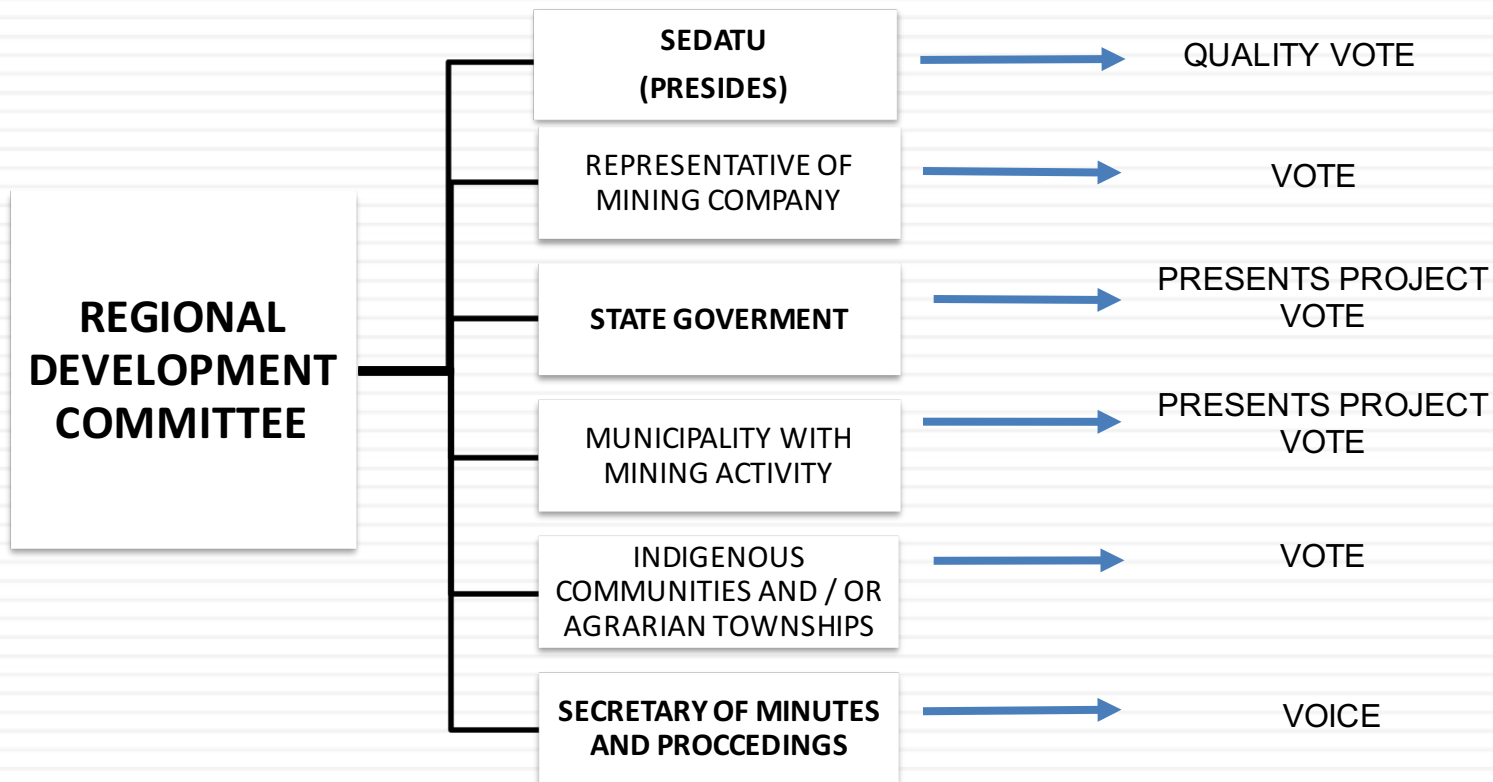 REGIONAL
DEVELOPMENT
COMMITTEE
SEDATU
(PRESIDES)
QUALITY VOTE
REPRESENTATIVE OF
MINING COMPANY
VOTE
STATE GOVERMENT
PRESENTS PROJECT
VOTE
MUNICIPALITY WITH
MINING ACTIVITY
PRESENTS PROJECT
VOTE
INDIGENOUS
COMMUNITIES AND / OR
AGRARIAN TOWNSHIPS
VOTE
SECRETARY OF MINUTES
AND PROCCEDINGS
VOICE